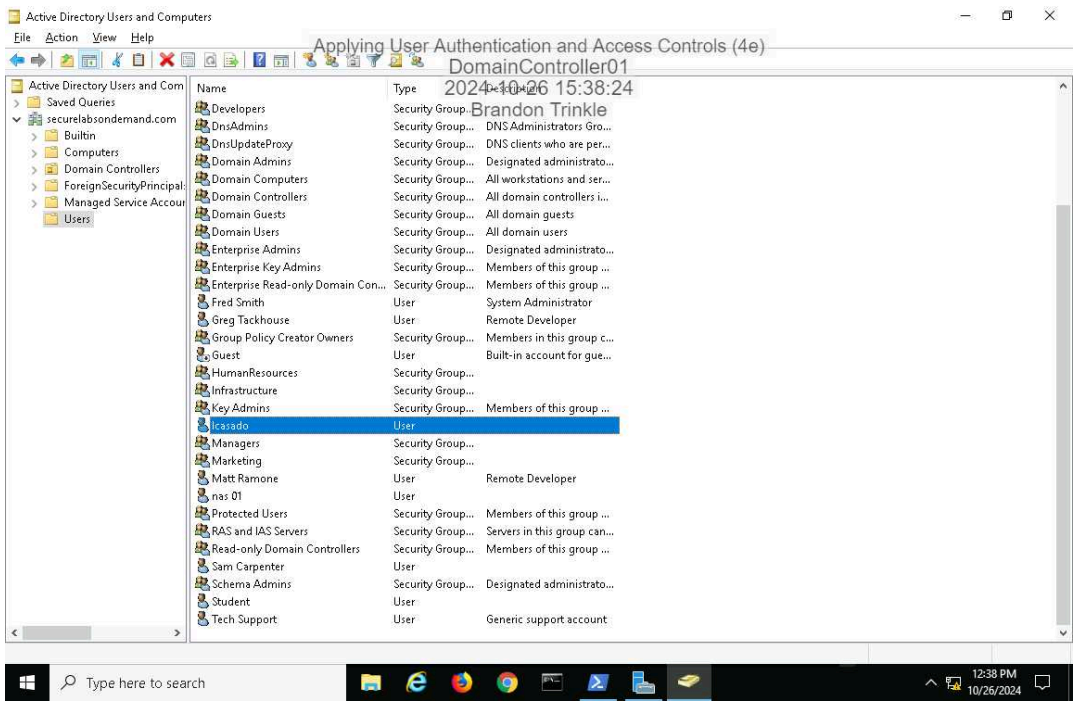 Active Directory Users and Computers
File Action View Help
Applying User Authentication and Access Controls (4e)
DomainController01
2024-10-26 15:38:24
Brandon Trinkle
Active Directory Users and Com
Saved Queries
securelabsondemand.com
Builtin
Computers
Domain Controllers
ForeignSecurityPrincipal:
Managed Service Accour
Users
Name Type Description
Developers Security Group...
DnsAdmins Security Group... DNS Administrators Gro...
DnsUpdateProxy Security Group... DNS clients who are per...
Domain Admins Security Group... Designated administrato...
Domain Computers Security Group... All workstations and ser...
Domain Controllers Security Group... All domain controllers i...
Domain Guests Security Group... All domain guests
Domain Users Security Group... All domain users
Enterprise Admins Security Group... Designated administrato...
Enterprise Key Admins Security Group... Members of this group ...
Enterprise Read-only Domain Con... Security Group... Members of this group ...
Fred Smith User System Administrator
Greg Tackhouse User Remote Developer
Group Policy Creator Owners Security Group... Members in this group c...
Guest User Built-in account for gue...
HumanResources Security Group...
Infrastructure Security Group...
Key Admins Security Group... Members of this group ...
lcasado User
Managers Security Group...
Marketing Security Group...
Matt Ramone User Remote Developer
nas 01 User
Protected Users Security Group... Members of this group ...
RAS and IAS Servers Security Group... Servers in this group can...
Read-only Domain Controllers Security Group... Members of this group ...
Sam Carpenter User
Schema Admins Security Group... Designated administrato...
Student User
Tech Support User Generic support account
Type here to search
12:38 PM
10/26/2024